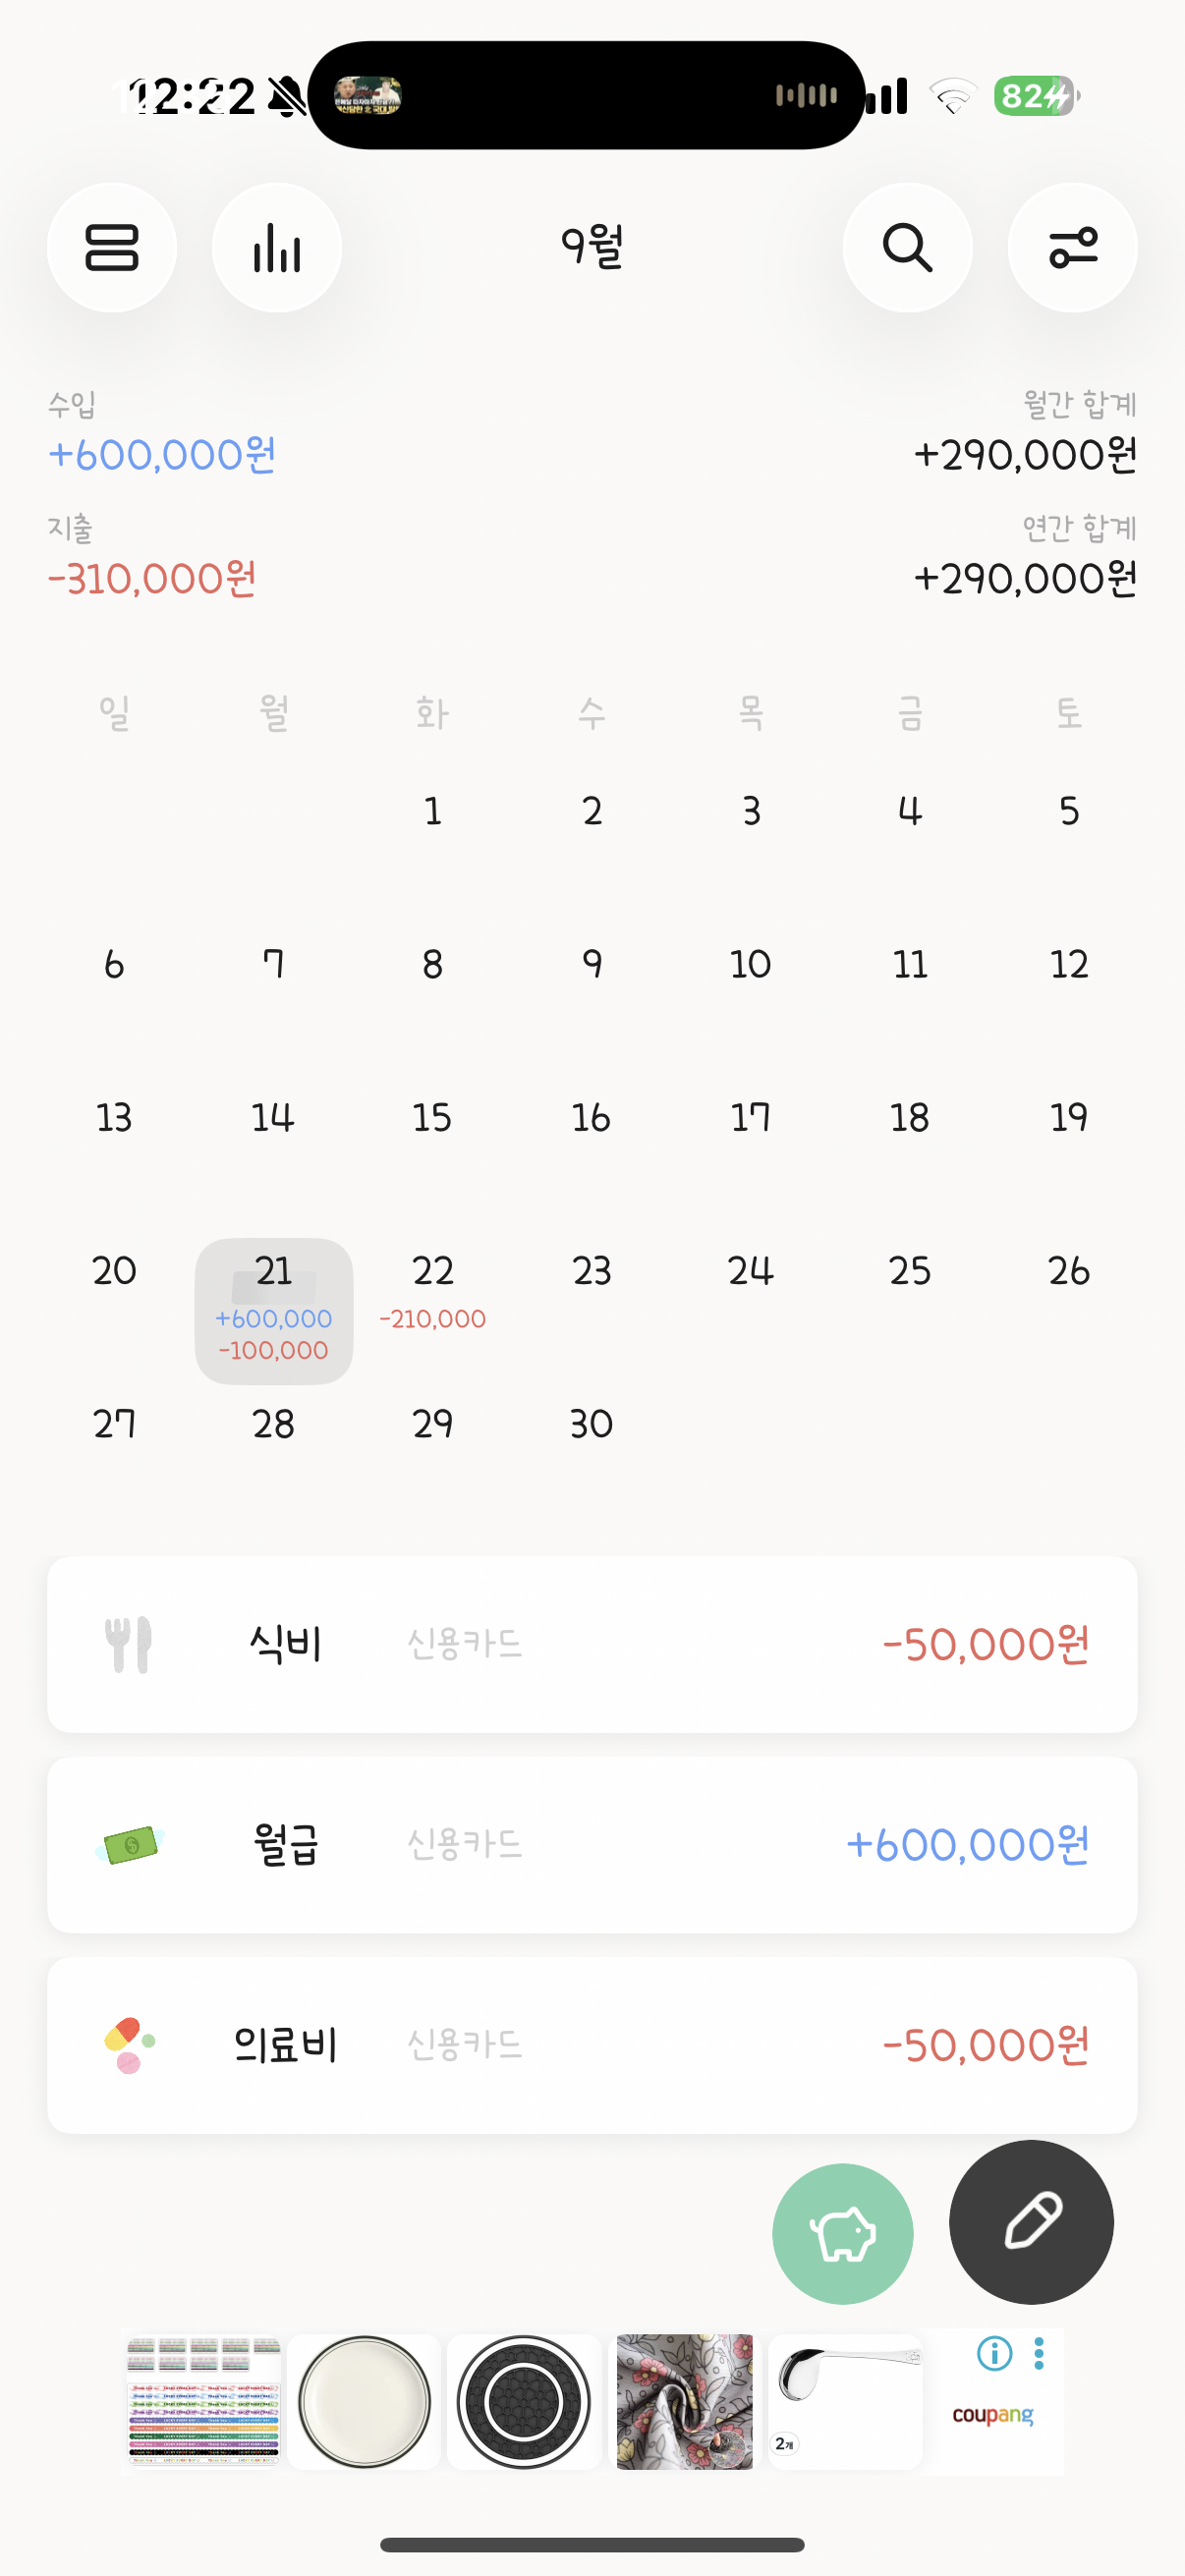 12:22
82
9월
수입
월간 합계
+600,000원
+290,000원
지출
연간 합계
-310,000원
+290,000원
일 월 화 수 목 금 토
1 2 3 4 5
6 7 8 9 10 11 12
13 14 15 16 17 18 19
20 21 22 23 24 25 26
+600,000 -210,000
-100,000
27 28 29 30
식비 신용카드 -50,000원
월급 신용카드 +600,000원
의료비 신용카드 -50,000원
coupang
2개